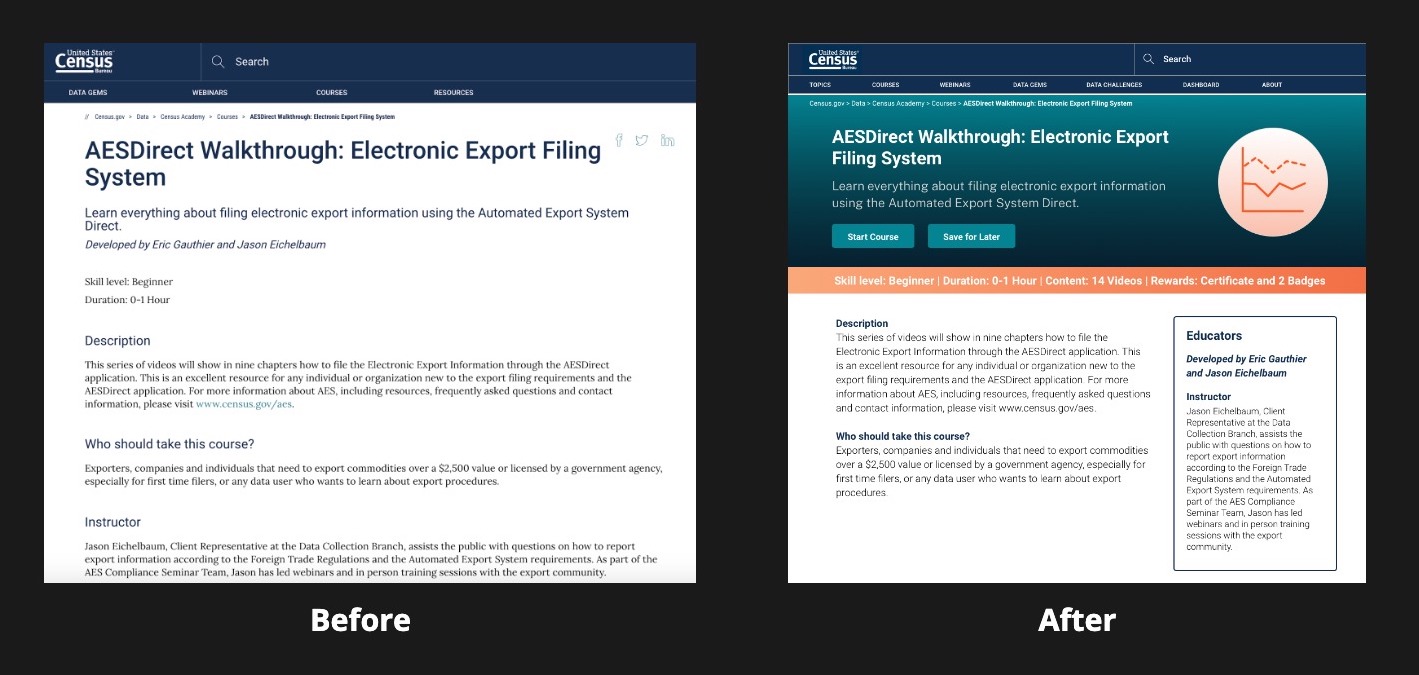 United States®
Census
Bureau
Search
DATA GEMS
WEBINARS
COURSES
RESOURCES
// Census.gov > Data > Census Academy > Courses > AESDirect Walkthrough: Electronic Export Filing System
AESDirect Walkthrough: Electronic Export Filing
System
Learn everything about filing electronic export information using the Automated Export System
Direct.
Developed by Eric Gauthier and Jason Eichelbaum
Skill level: Beginner
Duration: 0-1 Hour
Description
This series of videos will show in nine chapters how to file the Electronic Export Information through the AESDirect
application. This is an excellent resource for any individual or organization new to the export filing requirements and the
AESDirect application. For more information about AES, including resources, frequently asked questions and contact
information, please visit www.census.gov/aes.
Who should take this course?
Exporters, companies and individuals that need to export commodities over a $2,500 value or licensed by a government agency,
especially for first time filers, or any data user who wants to learn about export procedures.
Instructor
Jason Eichelbaum, Client Representative at the Data Collection Branch, assists the public with questions on how to report
export information according to the Foreign Trade Regulations and the Automated Export System requirements. As part of the
AES Compliance Seminar Team, Jason has led webinars and in person training sessions with the export community.
Before
United States®
Census
Bureau
Search
TOPICS
COURSES
WEBINARS
DATA GEMS
DATA CHALLENGES
DASHBOARD
ABOUT
Census.gov > Data > Census Academy > Courses > AESDirect Walkthrough: Electronic Export Filing System
AESDirect Walkthrough: Electronic Export
Filing System
Learn everything about filing electronic export information
using the Automated Export System Direct.
Start Course
Save for Later
Skill level: Beginner | Duration: 0-1 Hour | Content: 14 Videos | Rewards: Certificate and 2 Badges
Description
This series of videos will show in nine chapters how to file the
Electronic Export Information through the AESDirect application. This
is an excellent resource for any individual or organization new to the
export filing requirements and the AESDirect application. For more
information about AES, including resources, frequently asked questions
and contact information, please visit www.census.gov/aes.
Who should take this course?
Exporters, companies and individuals that need to export commodities
over a $2,500 value or licensed by a government agency, especially for
first time filers, or any data user who wants to learn about export
procedures.
Educators
Developed by Eric Gauthier
and Jason Eichelbaum
Instructor
Jason Eichelbaum, Client
Representative at the Data
Collection Branch, assists the
public with questions on how to
report export information
according to the Foreign Trade
Regulations and the Automated
Export System requirements. As
part of the AES Compliance
Seminar Team, Jason has led
webinars and in person training
sessions with the export
community.
After